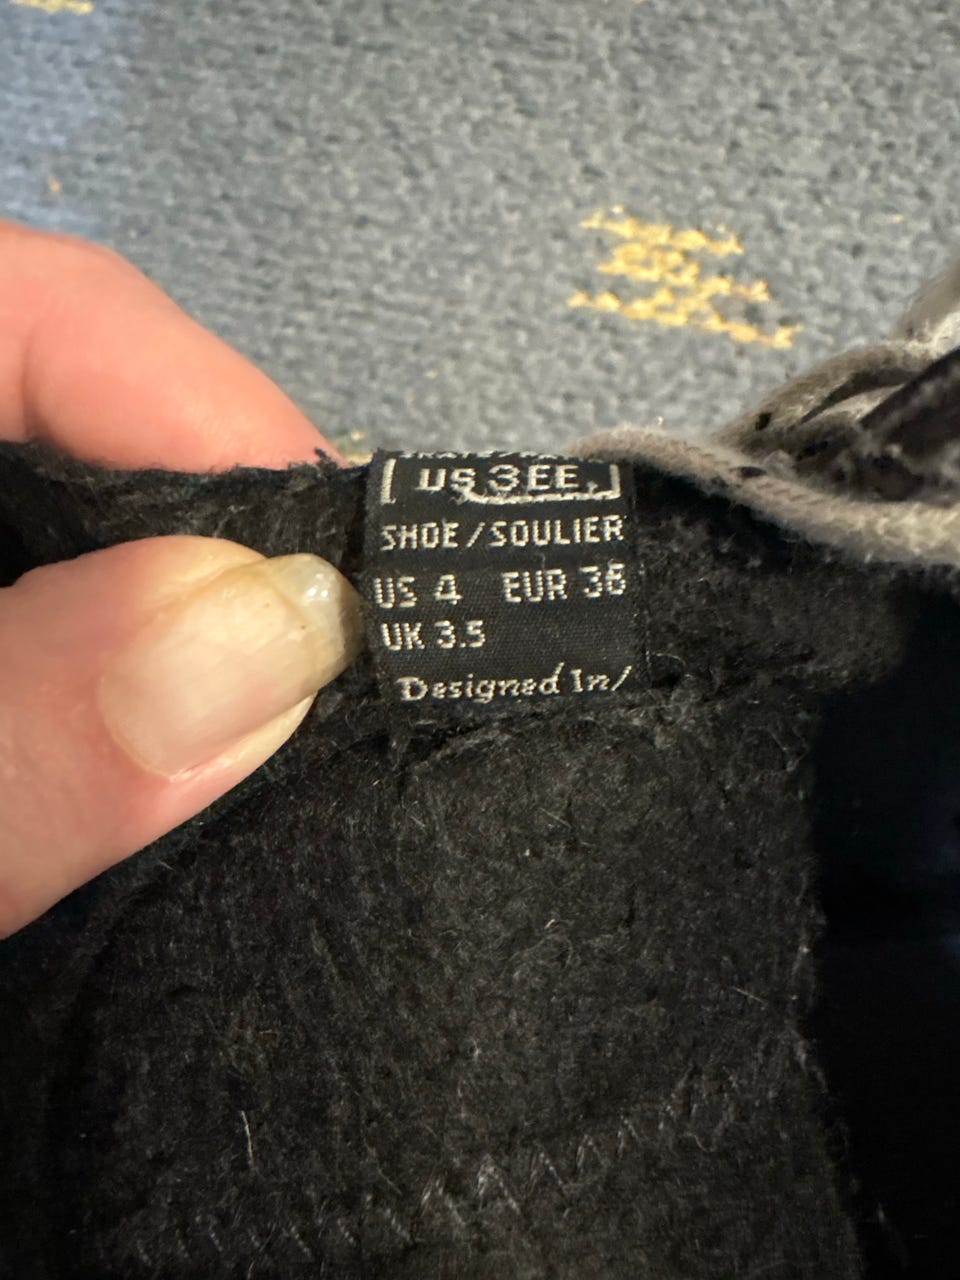 US 3EE
SHOE/SOULIER
US 4 EUR 36
UK 3.5
Designed In/